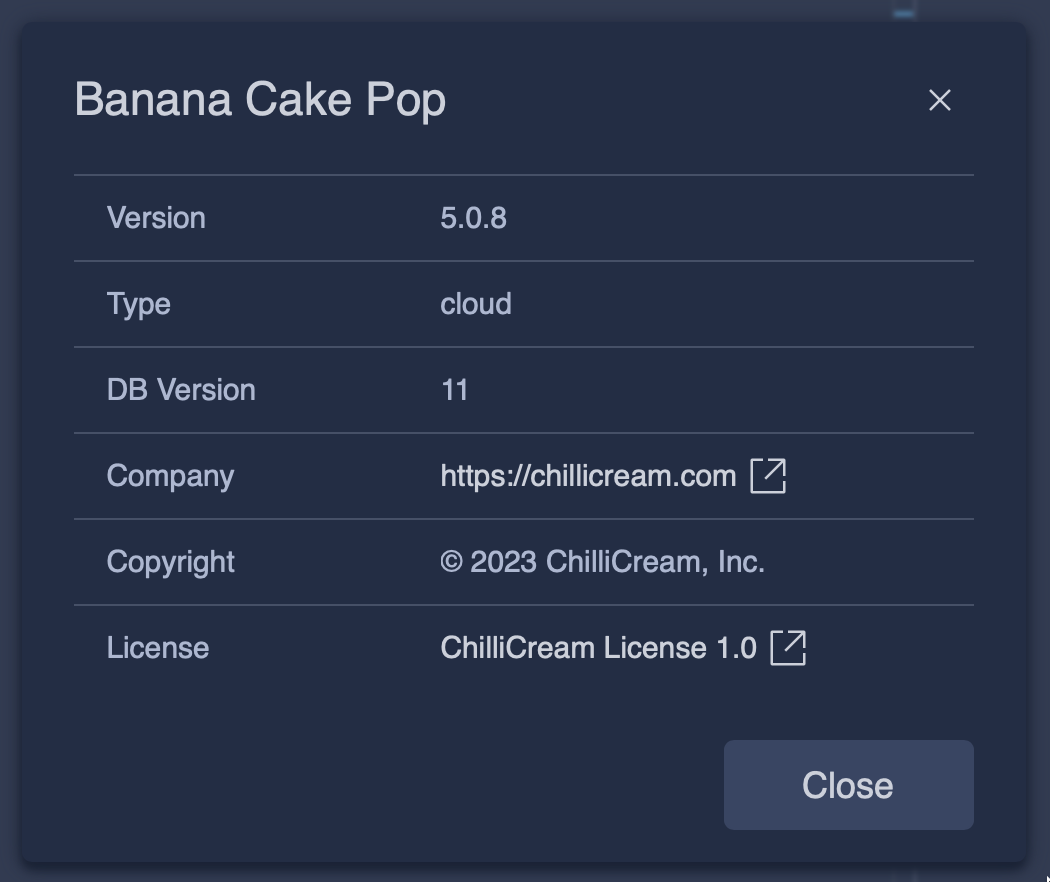 Banana Cake Pop
Version 5.0.8
Type cloud
DB Version 11
Company https://chillicream.com
Copyright © 2023 ChilliCream, Inc.
License ChilliCream License 1.0
Close